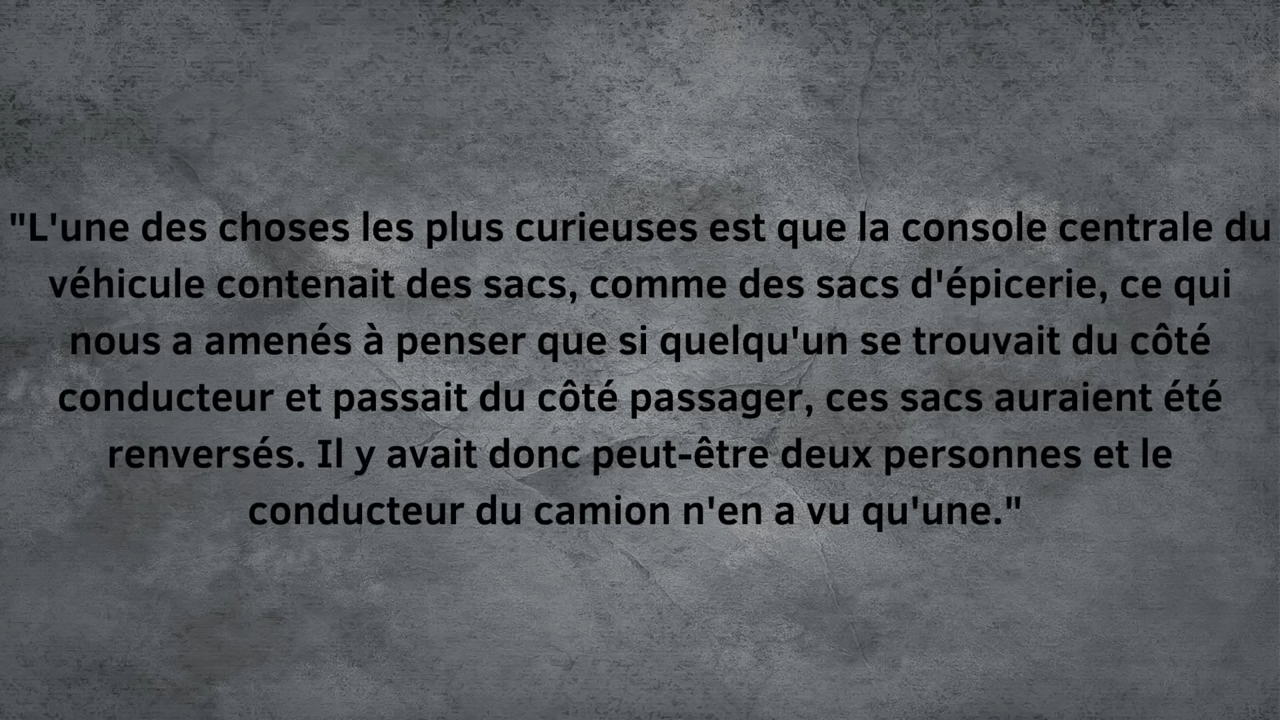 "L'une des choses les plus curieuses est que la console centrale du
véhicule contenait des sacs, comme des sacs d'épicerie, ce qui
nous a amenés à penser que si quelqu'un se trouvait du côté
conducteur et passait du côté passager, ces sacs auraient été
renversés. Il y avait donc peut-être deux personnes et le
conducteur du camion n'en a vu qu'une."